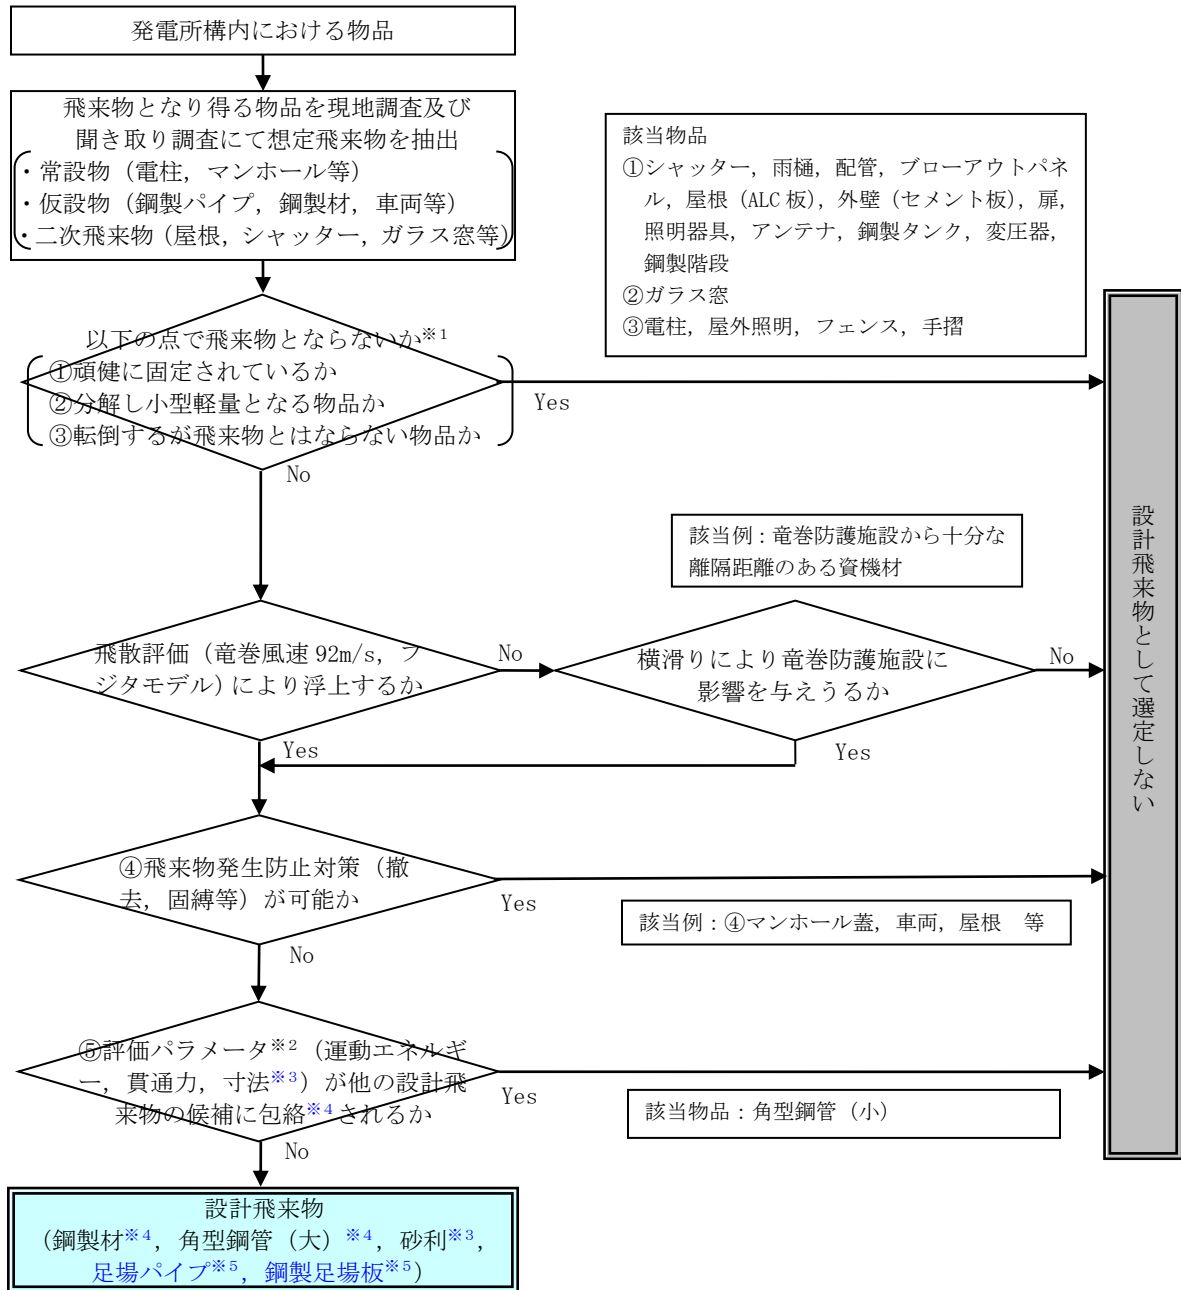 発電所構内における物品
飛来物となり得る物品を現地調査及び
聞き取り調査にて想定飛来物を抽出
・常設物（電柱，マンホール等）
・仮設物（鋼製パイプ，鋼製材，車両等）
・二次飛来物（屋根，シャッター，ガラス窓等）
該当物品
①シャッター，雨樋，配管，ブローアウトパネ
ル，屋根（ALC 板），外壁（セメント板），扉，
照明器具，アンテナ，鋼製タンク，変圧器，
鋼製階段
②ガラス窓
③電柱，屋外照明，フェンス，手摺
以下の点で飛来物とならないか※1
①頑健に固定されているか
②分解し小型軽量となる物品か
③転倒するが飛来物とはならない物品か
Yes
No
該当例：竜巻防護施設から十分な
離隔距離のある資機材
飛散評価（竜巻風速 92m/s，フ
ジタモデル）により浮上するか
No
横滑りにより竜巻防護施設に
影響を与えうるか
No
Yes
Yes
④飛来物発生防止対策（撤
去，固縛等）が可能か
Yes
該当例：④マンホール蓋，車両，屋根　等
No
⑤評価パラメータ※2（運動エネルギ
ー，貫通力，寸法※3）が他の設計飛
来物の候補に包絡※4されるか
Yes
該当物品：角型鋼管（小）
No
設計飛来物
（鋼製材※4，角型鋼管（大）※4，砂利※3，
足場パイプ※5，鋼製足場板※5）
設計飛来物として選定しない